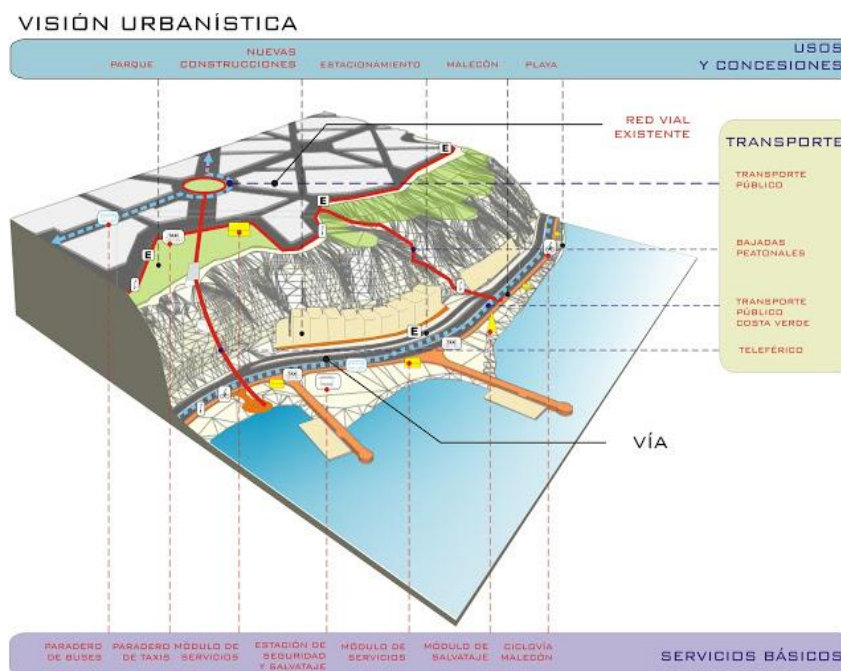 VISIÓN URBANÍSTICA
USOS
Y CONCESIONES
PARQUE
NUEVAS
CONSTRUCCIONES
ESTACIONAMIENTO
MALECÓN
PLAYA
RED VIAL
EXISTENTE
TRANSPORTE
TRANSPORTE
PÚBLICO
BAJADAS
PEATONALES
TRANSPORTE
PÚBLICO
COSTA VERDE
TELEFÉRICO
E
E
E
E
VÍA
PARADERO
DE BUSES
PARADERO
DE TAXIS
MÓDULO DE
SERVICIOS
ESTACIÓN DE
SEGURIDAD
Y SALVATAJE
MÓDULO DE
SERVICIOS
MÓDULO DE
SALVATAJE
CICLOVÍA
MALECÓN
SERVICIOS BÁSICOS